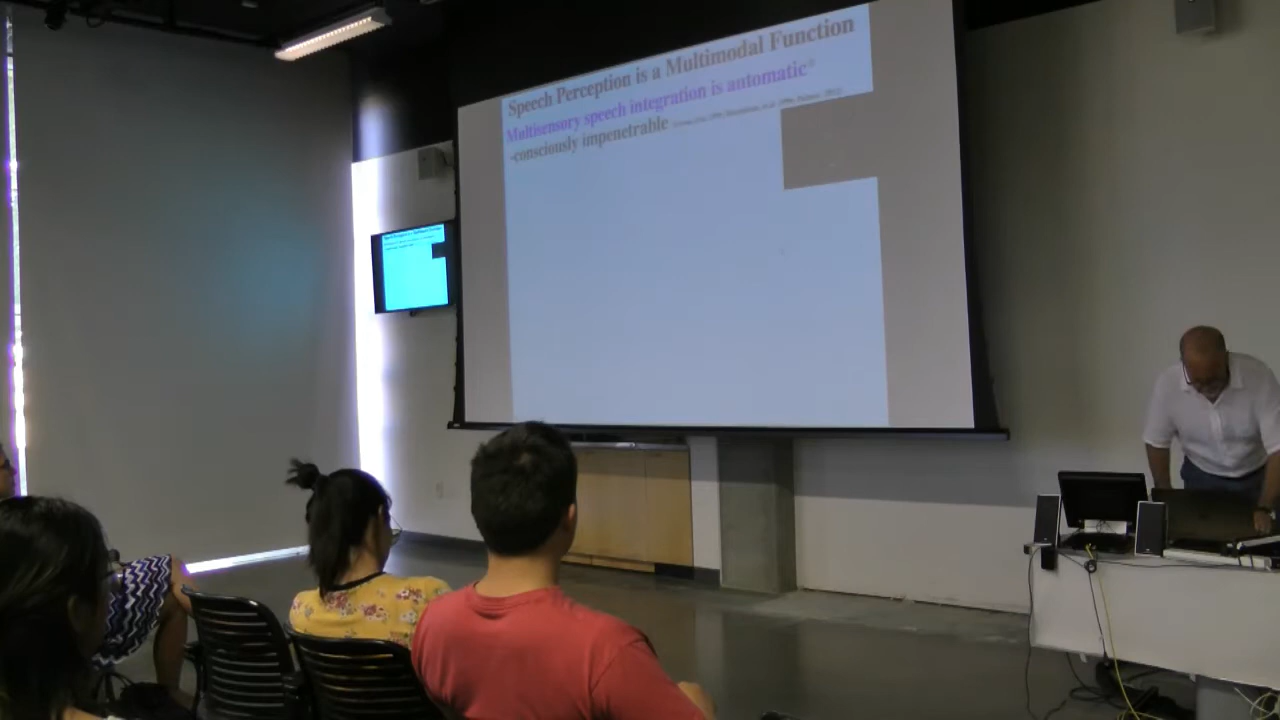 Speech Perception is a Multimodal Function
Multisensory speech integration is automatic
-consciously impenetrable